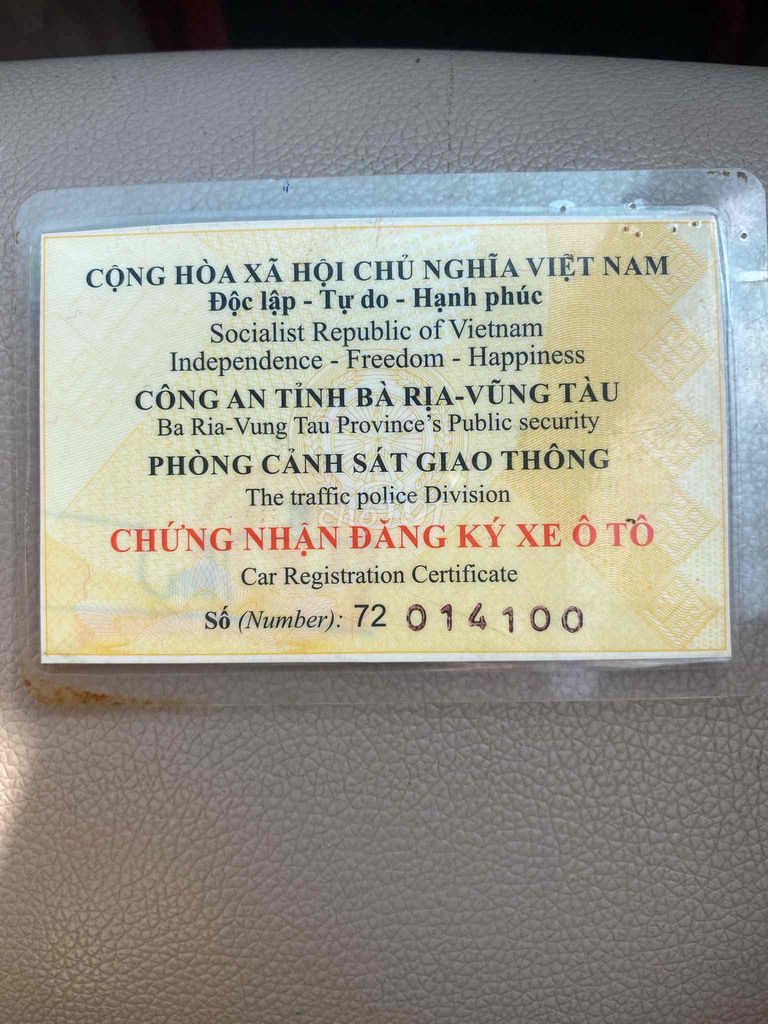 CỘNG HÒA XÃ HỘI CHỦ NGHĨA VIỆT NAM
Độc lập - Tự do - Hạnh phúc
Socialist Republic of Vietnam
Independence - Freedom - Happiness
CÔNG AN TỈNH BÀ RỊA-VŨNG TÀU
Ba Ria-Vung Tau Province's Public security
PHÒNG CẢNH SÁT GIAO THÔNG
The traffic police Division
CHỨNG NHẬN ĐĂNG KÝ XE Ô TÔ
Car Registration Certificate
Số (Number): 72 014100